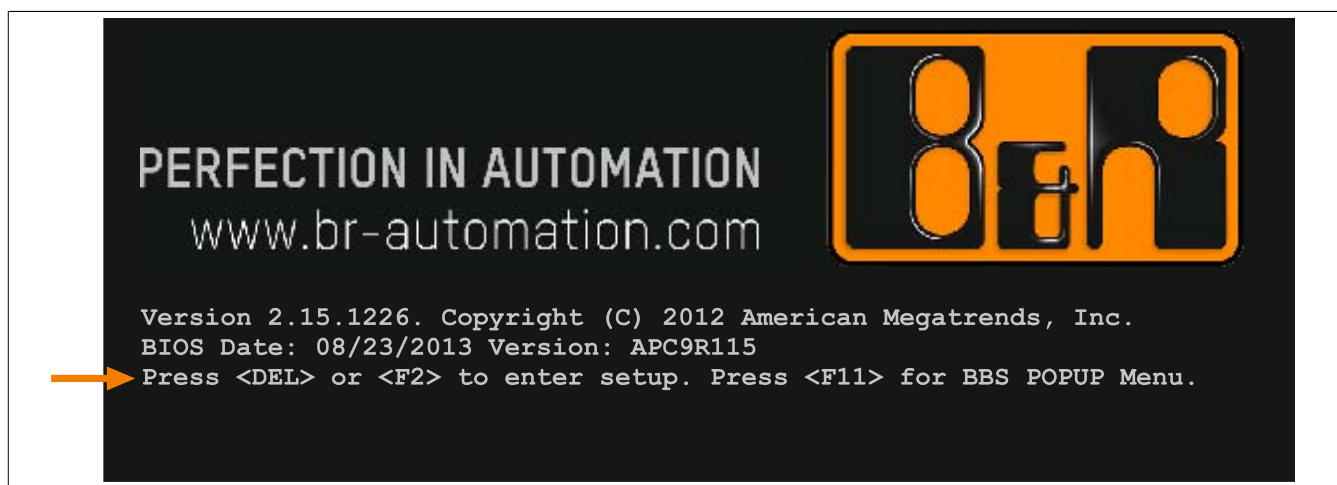 PERFECTION IN AUTOMATION
www.br-automation.com
B&R
Version 2.15.1226. Copyright (C) 2012 American Megatrends, Inc.
BIOS Date: 08/23/2013 Version: APC9R115
Press <DEL> or <F2> to enter setup. Press <F11> for BBS POPUP Menu.